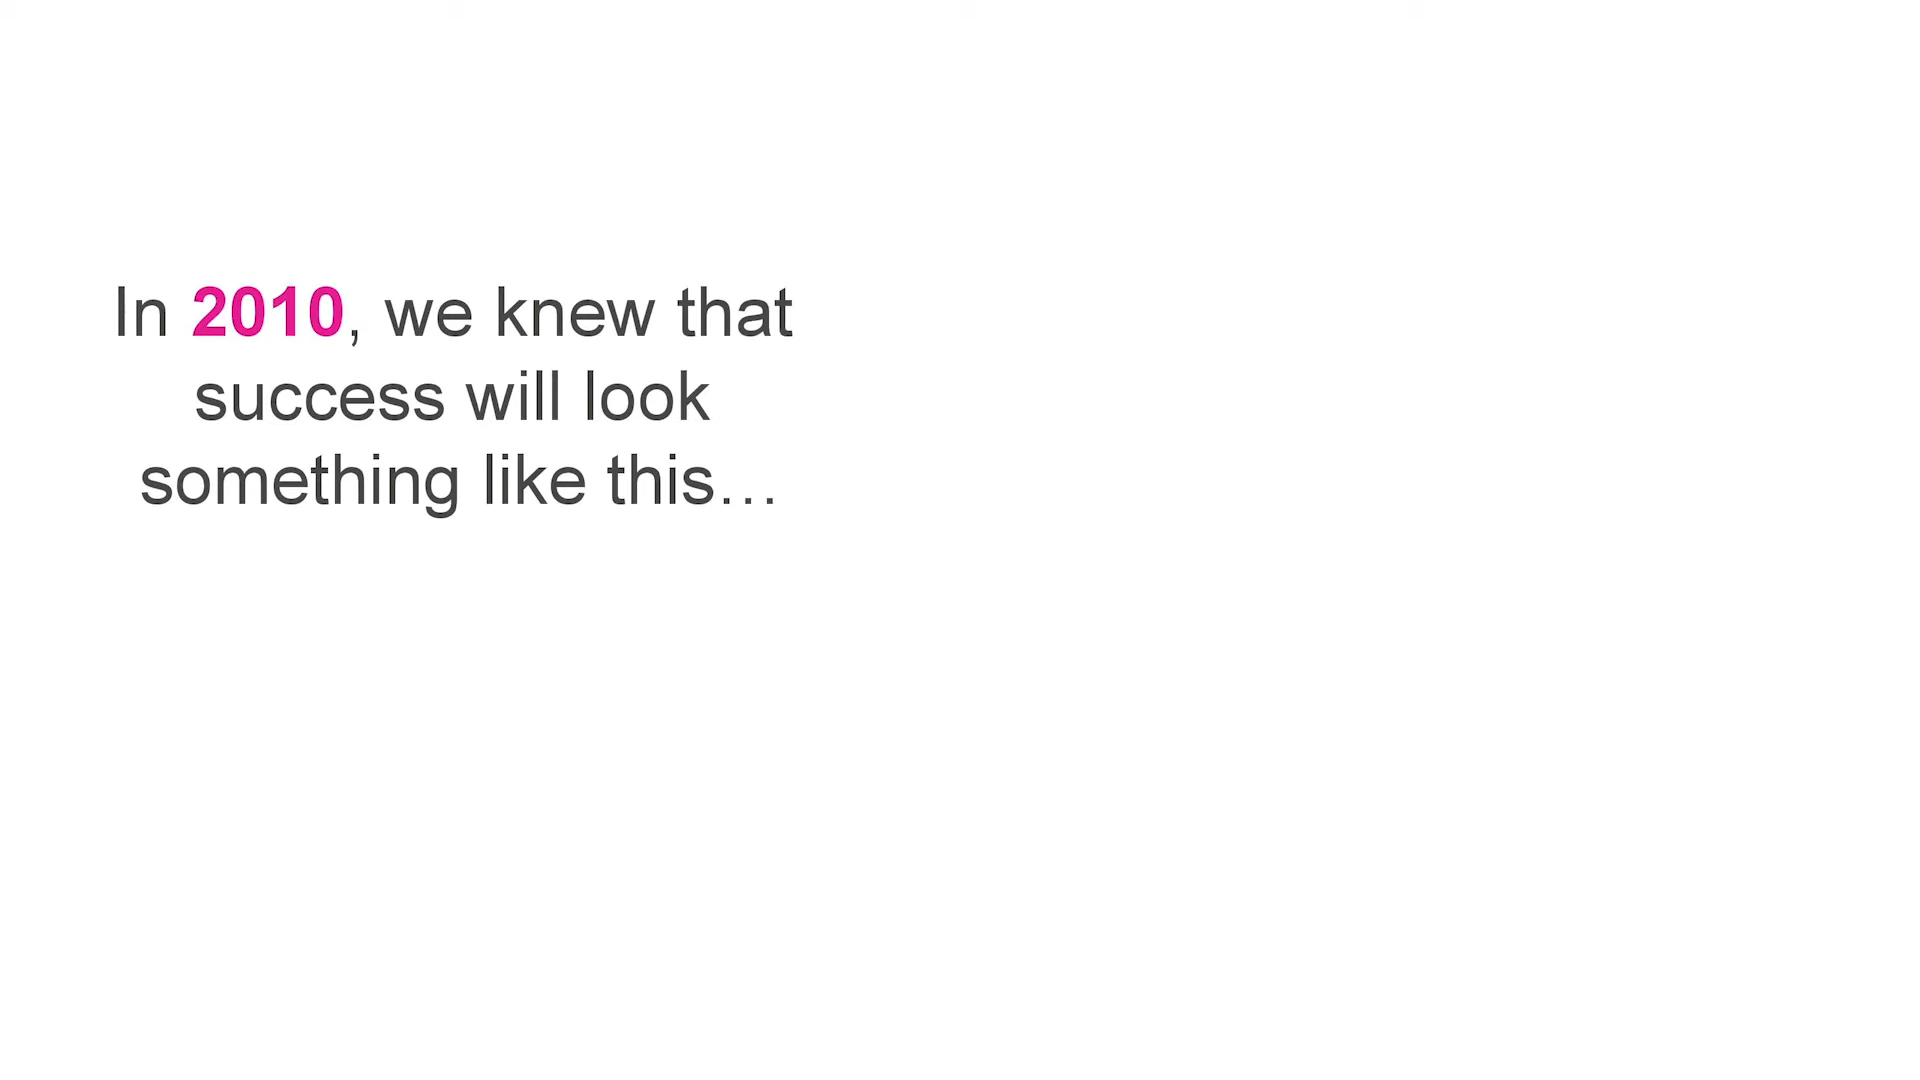 In 2010, we knew that
success will look
something like this…